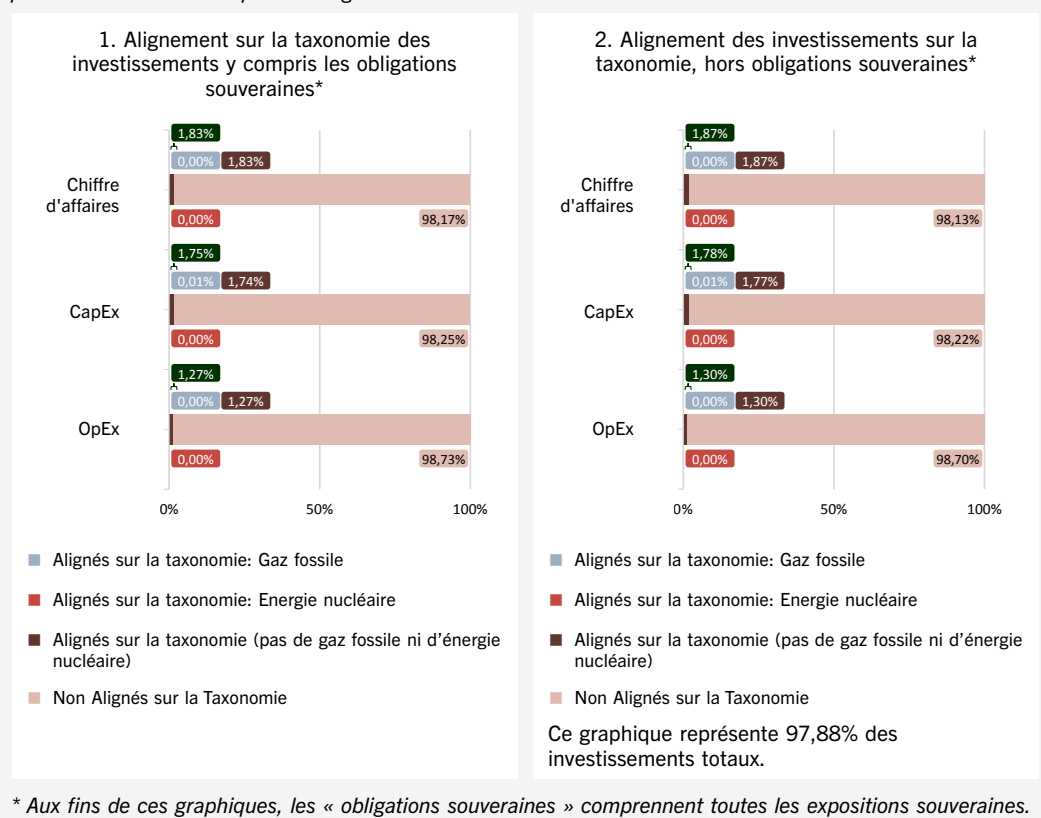 1. Alignement sur la taxonomie des
investissements y compris les obligations
souveraines*
1,83%
0,00% 1,83%
Chiffre
d'affaires
0,00% 98,17%
1,75%
0,01% 1,74%
CapEx
0,00% 98,25%
1,27%
0,00% 1,27%
OpEx
0,00% 98,73%
0% 50% 100%
Alignés sur la taxonomie: Gaz fossile
Alignés sur la taxonomie: Energie nucléaire
Alignés sur la taxonomie (pas de gaz fossile ni d’énergie
nucléaire)
Non Alignés sur la Taxonomie
2. Alignement des investissements sur la
taxonomie, hors obligations souveraines*
1,87%
0,00% 1,87%
Chiffre
d'affaires
0,00% 98,13%
1,78%
0,01% 1,77%
CapEx
0,00% 98,22%
1,30%
0,00% 1,30%
OpEx
0,00% 98,70%
0% 50% 100%
Alignés sur la taxonomie: Gaz fossile
Alignés sur la taxonomie: Energie nucléaire
Alignés sur la taxonomie (pas de gaz fossile ni d’énergie
nucléaire)
Non Alignés sur la Taxonomie
Ce graphique représente 97,88% des
investissements totaux.
* Aux fins de ces graphiques, les « obligations souveraines » comprennent toutes les expositions souveraines.